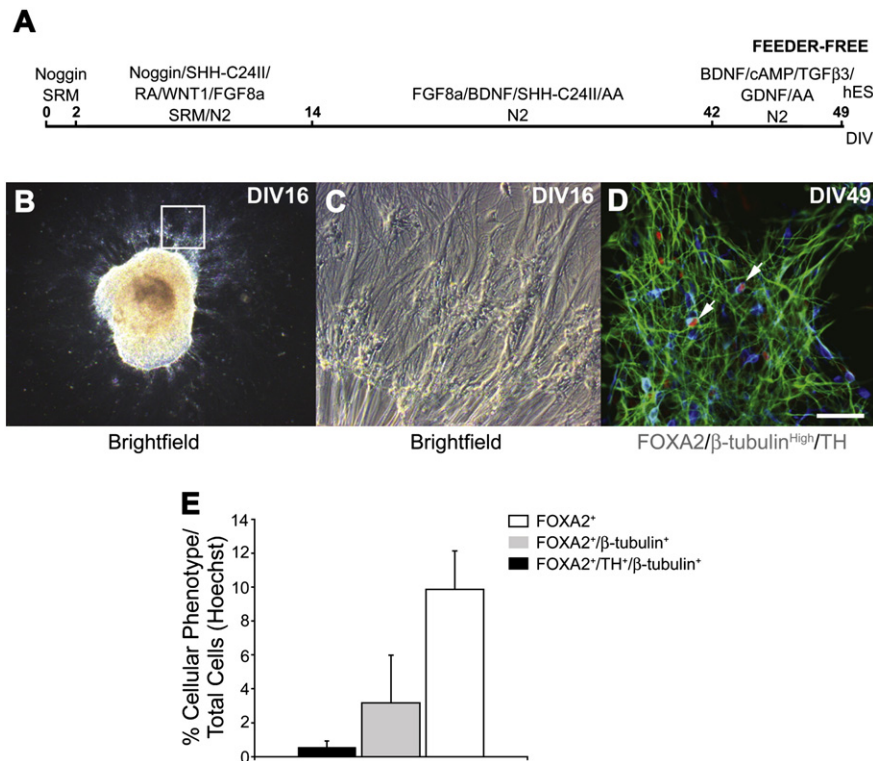 A
FEEDER-FREE
Noggin
SRM
Noggin/SHH-C24II/
RA/WNT1/FGF8a
SRM/N2
FGF8a/BDNF/SHH-C24II/AA
N2
BDNF/cAMP/TGFβ3/
GDNF/AA
N2
hES
0 2 14 42 49
DIV
B DIV16
C DIV16
D DIV49
Brightfield
Brightfield
FOXA2/β-tubulinHigh/TH
E
% Cellular Phenotype/
Total Cells (Hoechst)
14
12
10
8
6
4
2
0
FOXA2+
FOXA2+/β-tubulin+
FOXA2+/TH+/β-tubulin+